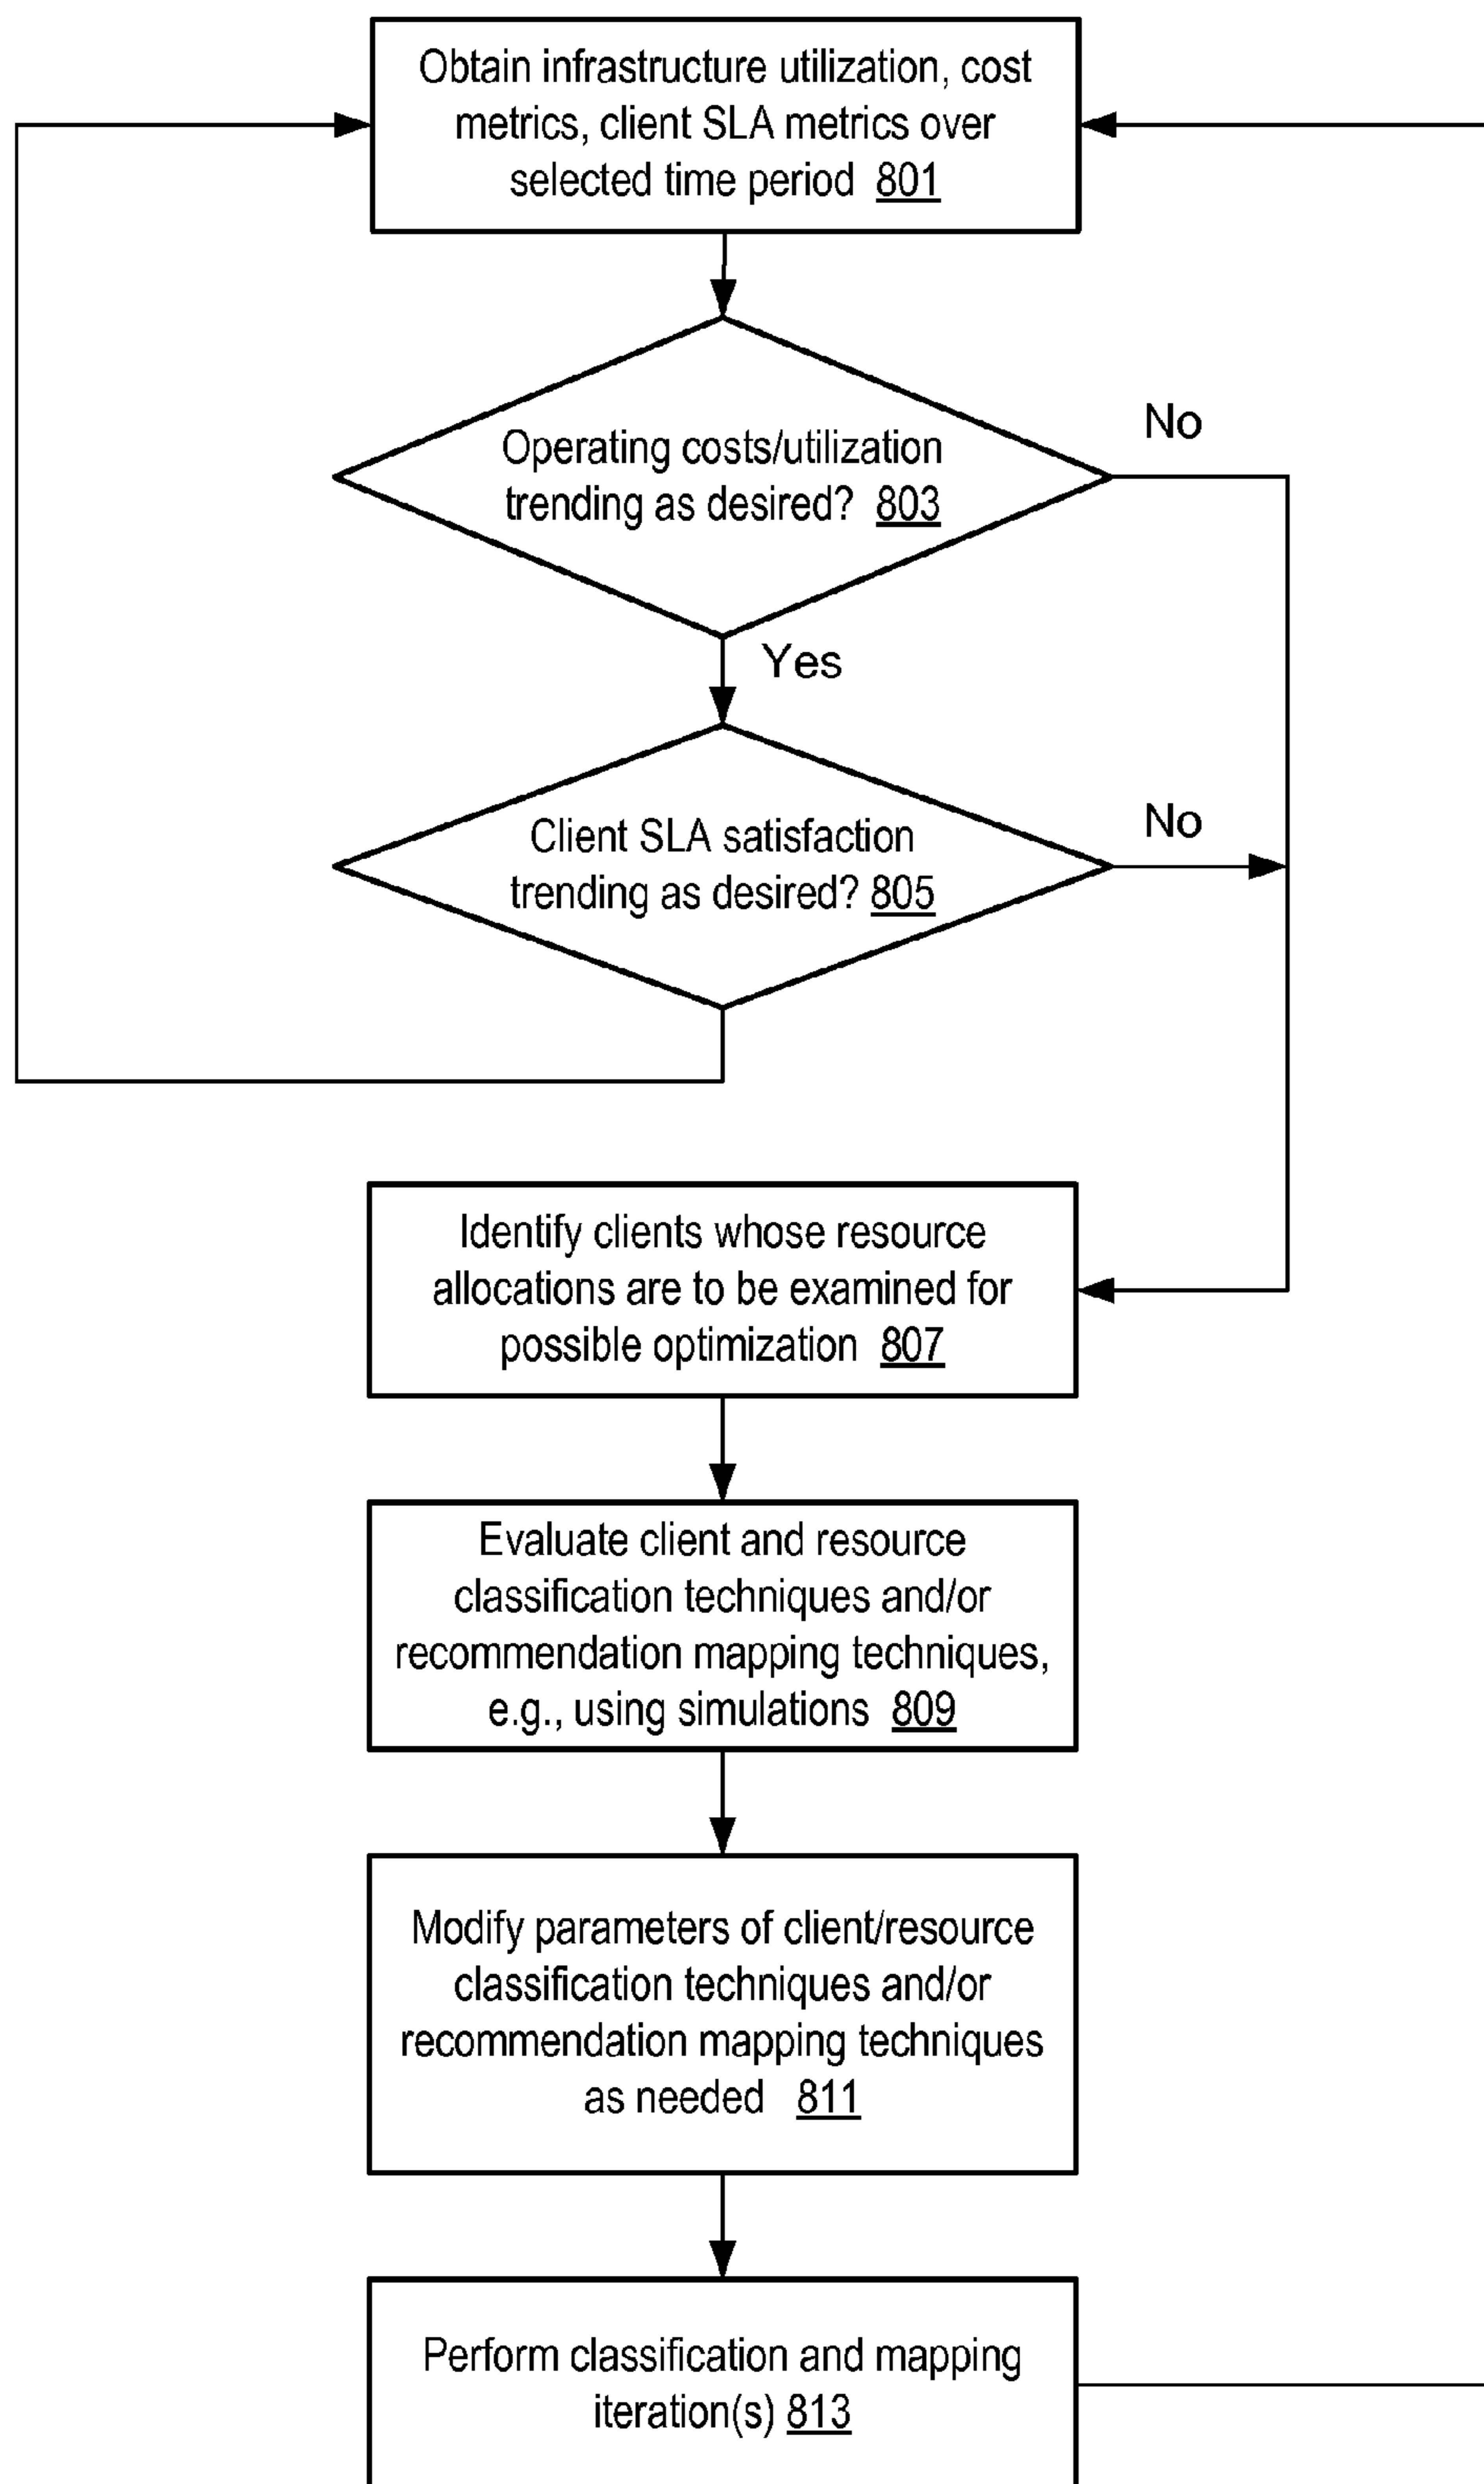 Obtain infrastructure utilization, cost
metrics, client SLA metrics over
selected time period 801
Operating costs/utilization
trending as desired? 803
No
Yes
Client SLA satisfaction
trending as desired? 805
No
Identify clients whose resource
allocations are to be examined for
possible optimization 807
Evaluate client and resource
classification techniques and/or
recommendation mapping techniques,
e.g., using simulations 809
Modify parameters of client/resource
classification techniques and/or
recommendation mapping techniques
as needed 811
Perform classification and mapping
iteration(s) 813